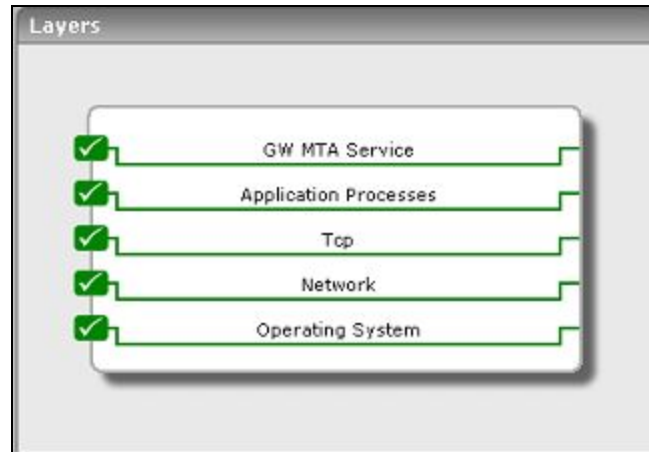 Layers
GW MTA Service
Application Processes
Tcp
Network
Operating System